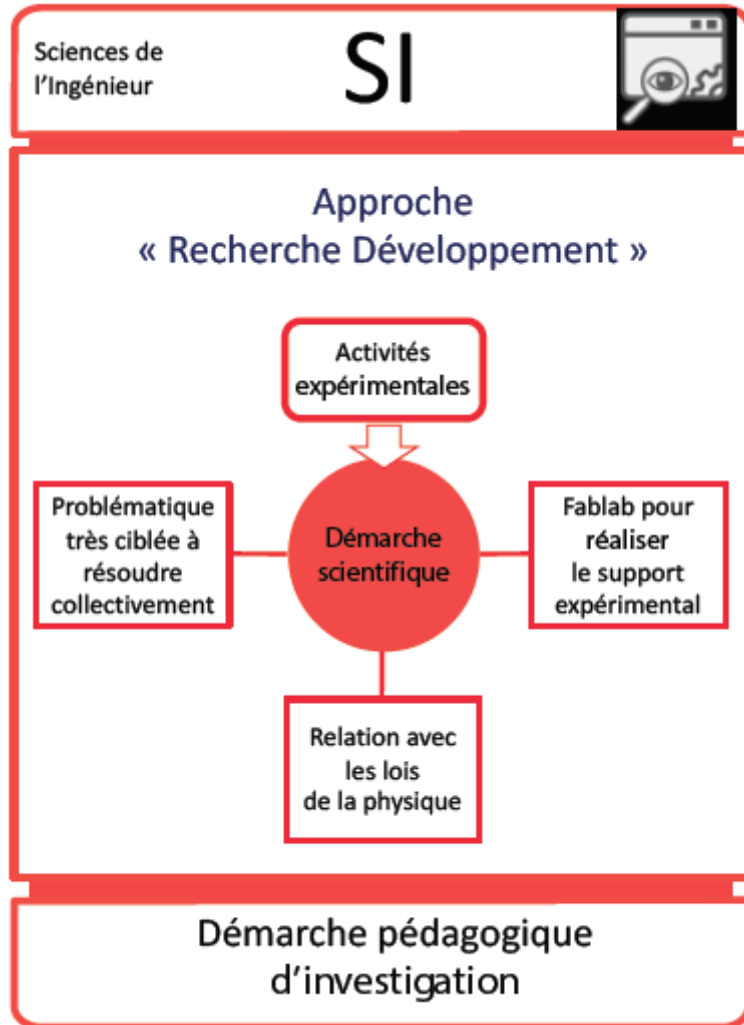 Sciences de
l'Ingénieur
SI
Approche
« Recherche Développement »
Activités
expérimentales
Problématique
très ciblée à
résoudre
collectivement
Démarche
scientifique
Fablab pour
réaliser
le support
expérimental
Relation avec
les lois
de la physique
Démarche pédagogique
d'investigation